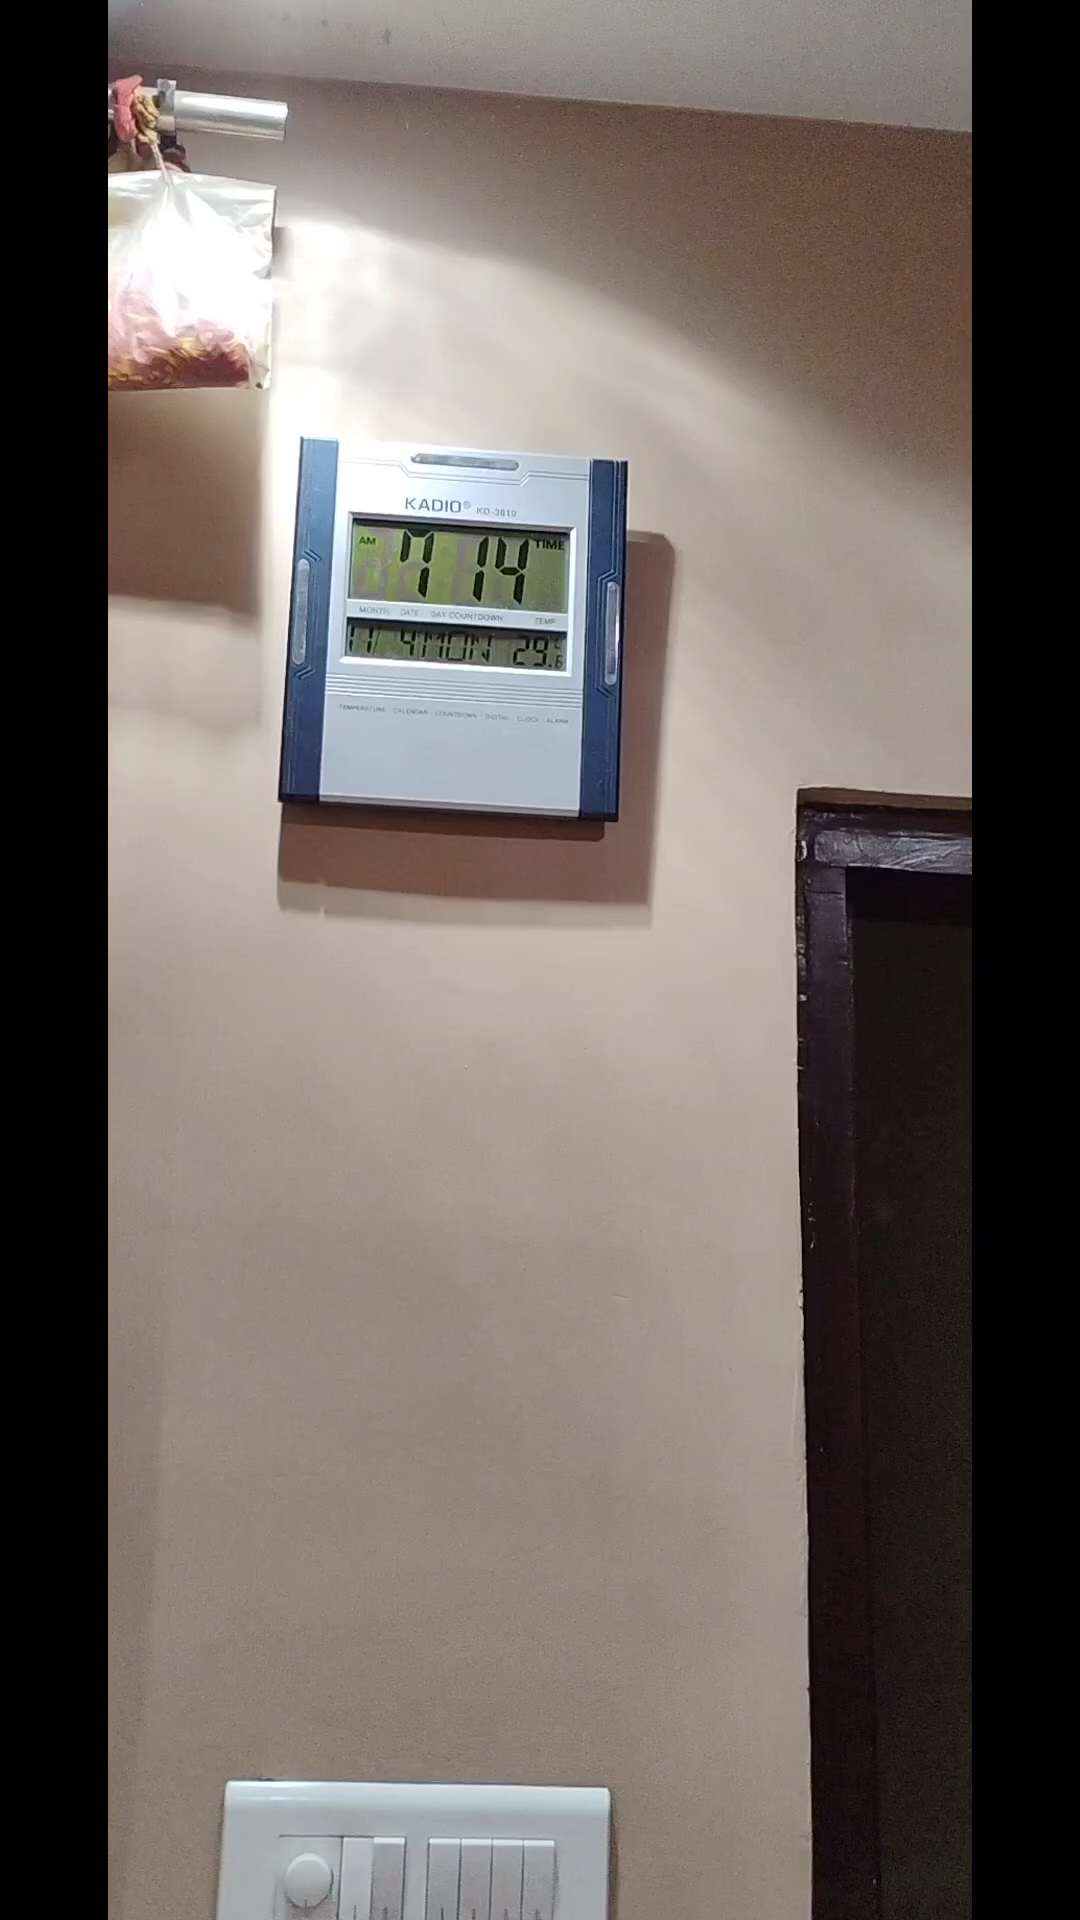 KADIO® KD-3810
AM 7 14 TIME
MONTH DATE DAY COUNTDOWN TEMP
11/ 4 MON 29.6°C
TEMPERATURE CALENDAR COUNTDOWN DIGITAL CLOCK ALARM